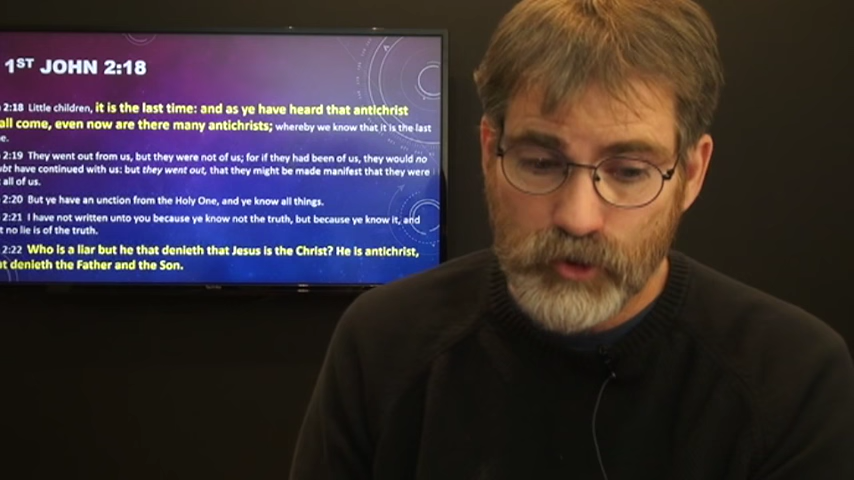 1ST JOHN 2:18
2:18 Little children, it is the last time: and as ye have heard that antichrist
all come, even now are there many antichrists; whereby we know that it is the last
e.
2:19 They went out from us, but they were not of us; for if they had been of us, they would no
ubt have continued with us: but they went out, that they might be made manifest that they were
t all of us.
2:20 But ye have an unction from the Holy One, and ye know all things.
2:21 I have not written unto you because ye know not the truth, but because ye know it, and
t no lie is of the truth.
2:22 Who is a liar but he that denieth that Jesus is the Christ? He is antichrist,
at denieth the Father and the Son.